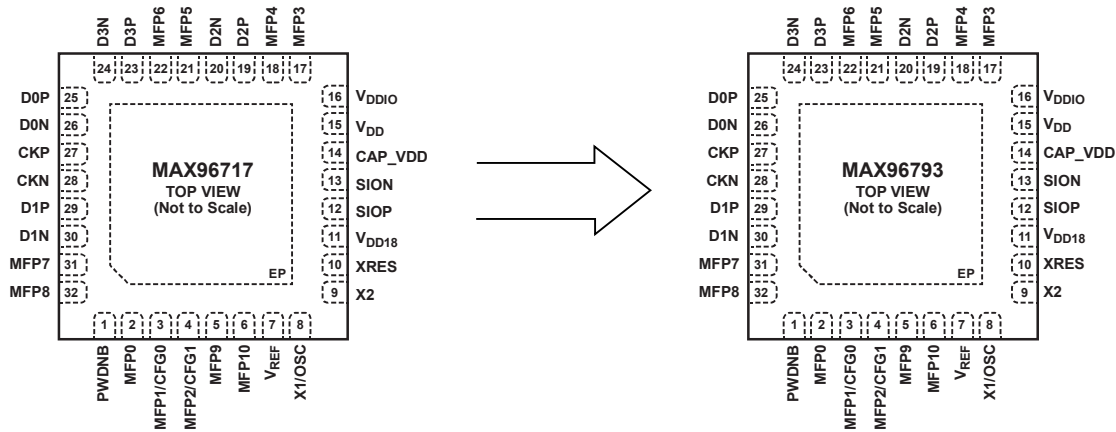 D3N D3P MFP6 MFP5 D2N D2P MFP4 MFP3
24 23 22 21 20 19 18 17
D0P 25
D0N 26
CKP 27
CKN 28
D1P 29
D1N 30
MFP7 31
MFP8 32
MAX96717
TOP VIEW
(Not to Scale)
EP
16 VDDIO
15 VDD
14 CAP_VDD
13 SION
12 SIOP
11 VDD18
10 XRES
9 X2
1 2 3 4 5 6 7 8
PWDNB MFP0 MFP1/CFG0 MFP2/CFG1 MFP9 MFP10 VREF X1/OSC
D3N D3P MFP6 MFP5 D2N D2P MFP4 MFP3
24 23 22 21 20 19 18 17
D0P 25
D0N 26
CKP 27
CKN 28
D1P 29
D1N 30
MFP7 31
MFP8 32
MAX96793
TOP VIEW
(Not to Scale)
EP
16 VDDIO
15 VDD
14 CAP_VDD
13 SION
12 SIOP
11 VDD18
10 XRES
9 X2
1 2 3 4 5 6 7 8
PWDNB MFP0 MFP1/CFG0 MFP2/CFG1 MFP9 MFP10 VREF X1/OSC